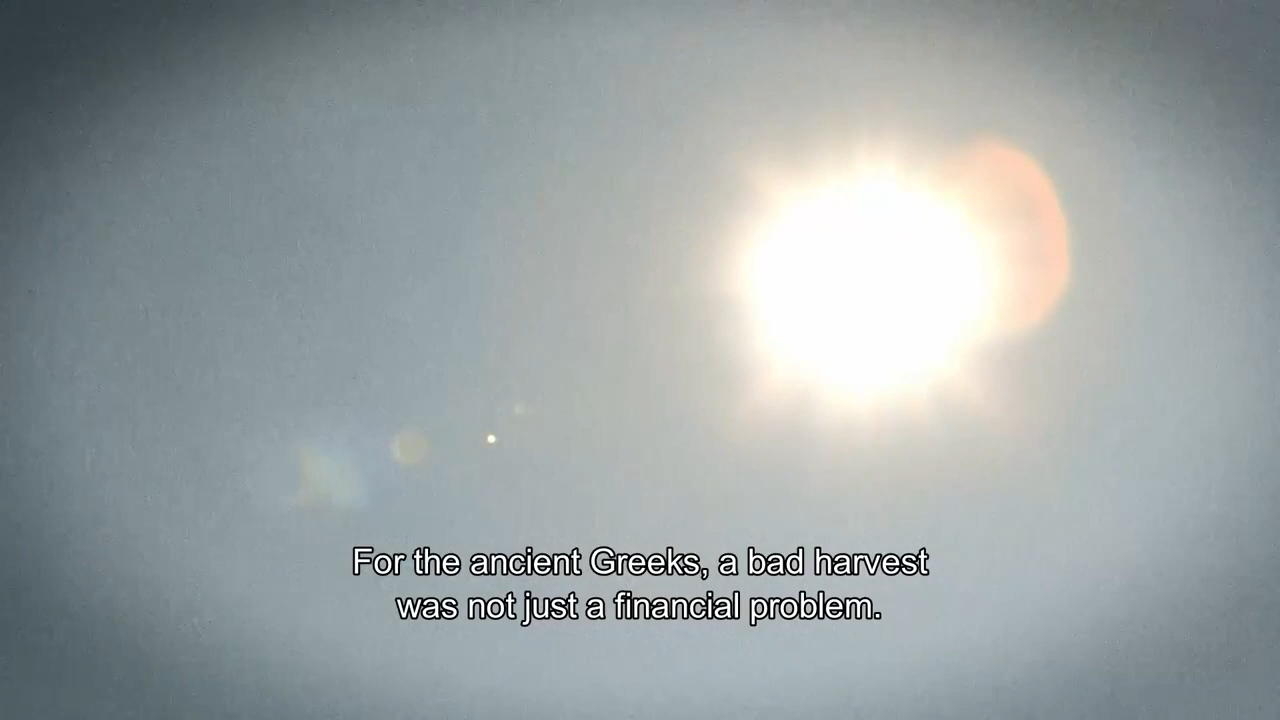 For the ancient Greeks, a bad harvest
was not just a financial problem.